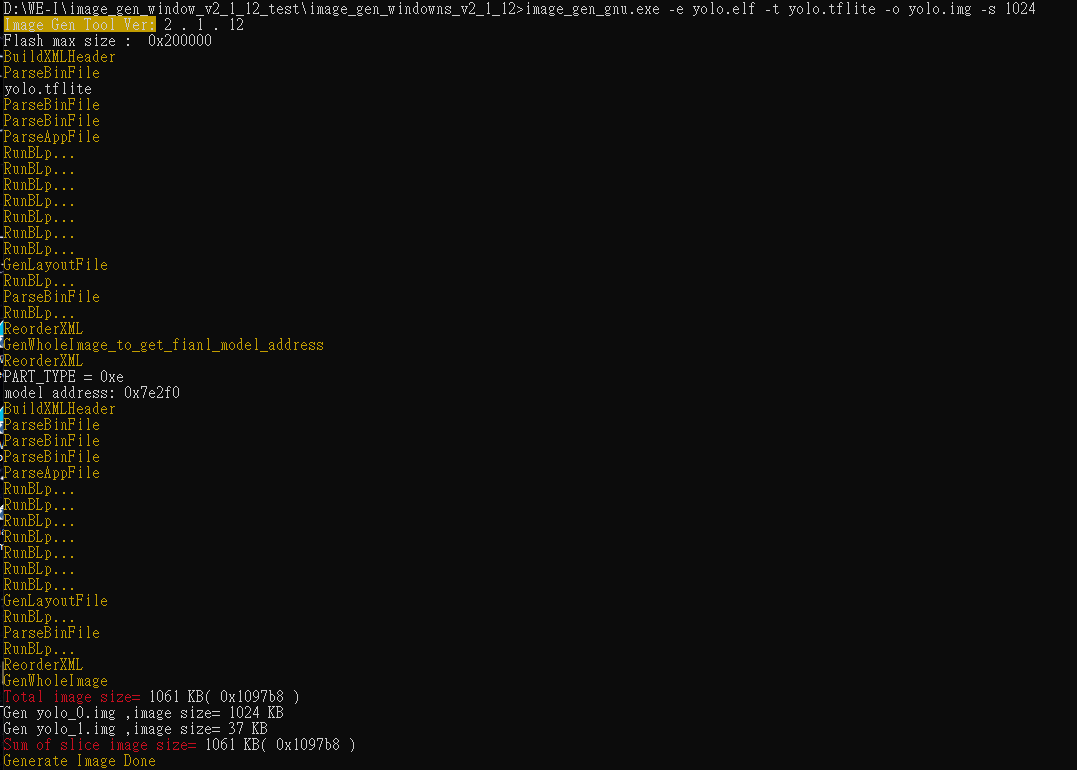 D:\WE-I\image_gen_window_v2_1_12_test\image_gen_windowns_v2_1_12>image_gen_gnu.exe -e yolo.elf -t yolo.tflite -o yolo.img -s 1024
Image Gen Tool Ver: 2 . 1 . 12
Flash max size :  0x200000
BuildXMLHeader
ParseBinFile
yolo.tflite
ParseBinFile
ParseBinFile
ParseAppFile
RunBLp...
RunBLp...
RunBLp...
RunBLp...
RunBLp...
RunBLp...
RunBLp...
GenLayoutFile
RunBLp...
ParseBinFile
RunBLp...
ReorderXML
GenWholeImage_to_get_fianl_model_address
ReorderXML
PART_TYPE = 0xe
model address: 0x7e2f0
BuildXMLHeader
ParseBinFile
ParseBinFile
ParseBinFile
ParseAppFile
RunBLp...
RunBLp...
RunBLp...
RunBLp...
RunBLp...
RunBLp...
RunBLp...
GenLayoutFile
RunBLp...
ParseBinFile
RunBLp...
ReorderXML
GenWholeImage
Total image size= 1061 KB( 0x1097b8 )
Gen yolo_0.img ,image size= 1024 KB
Gen yolo_1.img ,image size= 37 KB
Sum of slice image size= 1061 KB( 0x1097b8 )
Generate Image Done